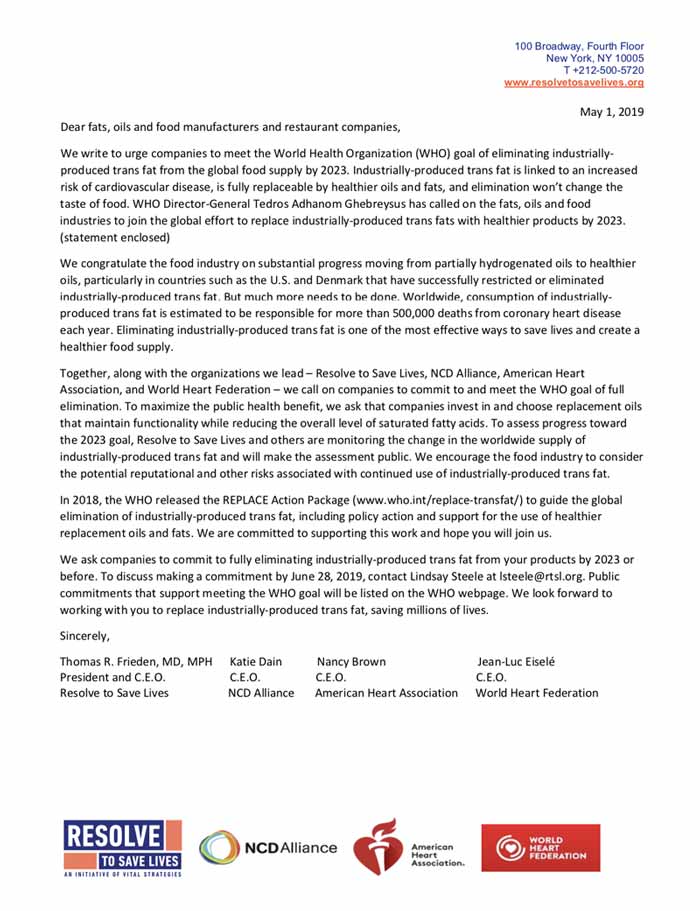 100 Broadway, Fourth Floor
New York, NY 10005
T +212-500-5720
www.resolvetosavelives.org
May 1, 2019
Dear fats, oils and food manufacturers and restaurant companies,
We write to urge companies to meet the World Health Organization (WHO) goal of eliminating industrially-
produced trans fat from the global food supply by 2023. Industrially-produced trans fat is linked to an increased
risk of cardiovascular disease, is fully replaceable by healthier oils and fats, and elimination won't change the
taste of food. WHO Director-General Tedros Adhanom Ghebreysus has called on the fats, oils and food
industries to join the global effort to replace industrially-produced trans fats with healthier products by 2023.
(statement enclosed)
We congratulate the food industry on substantial progress moving from partially hydrogenated oils to healthier
oils, particularly in countries such as the U.S. and Denmark that have successfully restricted or eliminated
industrially-produced trans fat. But much more needs to be done. Worldwide, consumption of industrially-
produced trans fat is estimated to be responsible for more than 500,000 deaths from coronary heart disease
each year. Eliminating industrially-produced trans fat is one of the most effective ways to save lives and create a
healthier food supply.
Together, along with the organizations we lead – Resolve to Save Lives, NCD Alliance, American Heart
Association, and World Heart Federation – we call on companies to commit to and meet the WHO goal of full
elimination. To maximize the public health benefit, we ask that companies invest in and choose replacement oils
that maintain functionality while reducing the overall level of saturated fatty acids. To assess progress toward
the 2023 goal, Resolve to Save Lives and others are monitoring the change in the worldwide supply of
industrially-produced trans fat and will make the assessment public. We encourage the food industry to consider
the potential reputational and other risks associated with continued use of industrially-produced trans fat.
In 2018, the WHO released the REPLACE Action Package (www.who.int/replace-transfat/) to guide the global
elimination of industrially-produced trans fat, including policy action and support for the use of healthier
replacement oils and fats. We are committed to supporting this work and hope you will join us.
We ask companies to commit to fully eliminating industrially-produced trans fat from your products by 2023 or
before. To discuss making a commitment by June 28, 2019, contact Lindsay Steele at lsteele@rtsl.org. Public
commitments that support meeting the WHO goal will be listed on the WHO webpage. We look forward to
working with you to replace industrially-produced trans fat, saving millions of lives.
Sincerely,
Thomas R. Frieden, MD, MPH Katie Dain Nancy Brown Jean-Luc Eiselé
President and C.E.O. C.E.O. C.E.O. C.E.O.
Resolve to Save Lives NCD Alliance American Heart Association World Heart Federation
RESOLVE
TO SAVE LIVES
AN INITIATIVE OF VITAL STRATEGIES
NCDAlliance
American
Heart
Association.
WORLD
HEART
FEDERATION